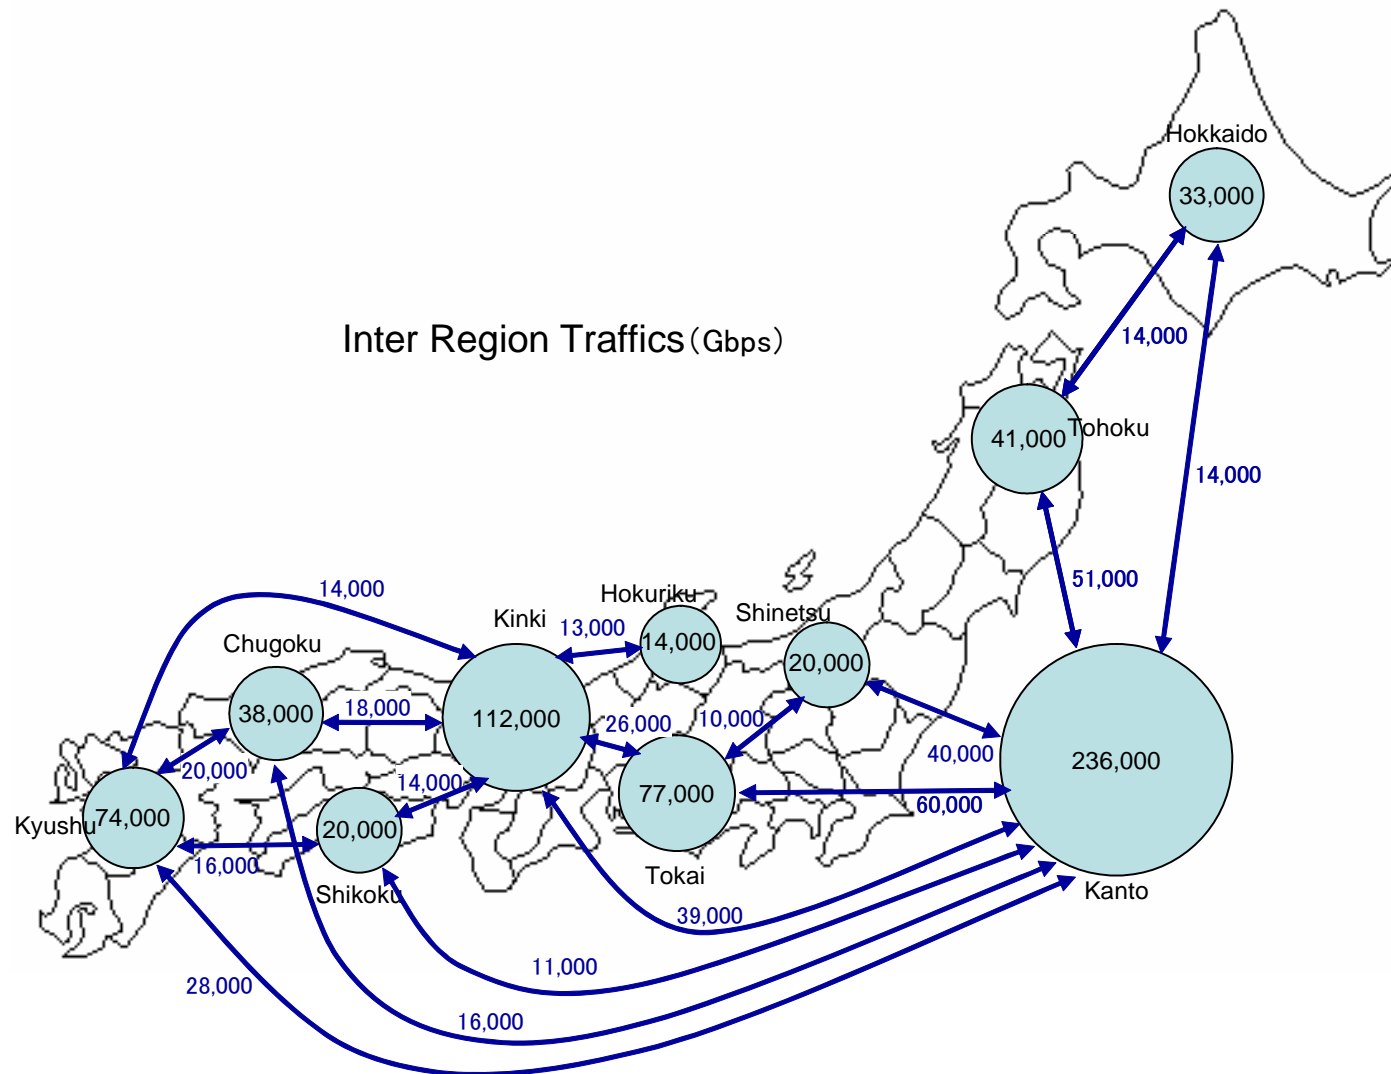 Hokkaido
33,000
Inter Region Traffics（Gbps）
14,000
41,000
Tohoku
14,000
51,000
14,000
Hokuriku
Shinetsu
Kinki
13,000
14,000
Chugoku
20,000
38,000
18,000
112,000
26,000
10,000
40,000
236,000
20,000
14,000
77,000
60,000
Kyushu
74,000
20,000
16,000
Tokai
Shikoku
Kanto
39,000
11,000
28,000
16,000